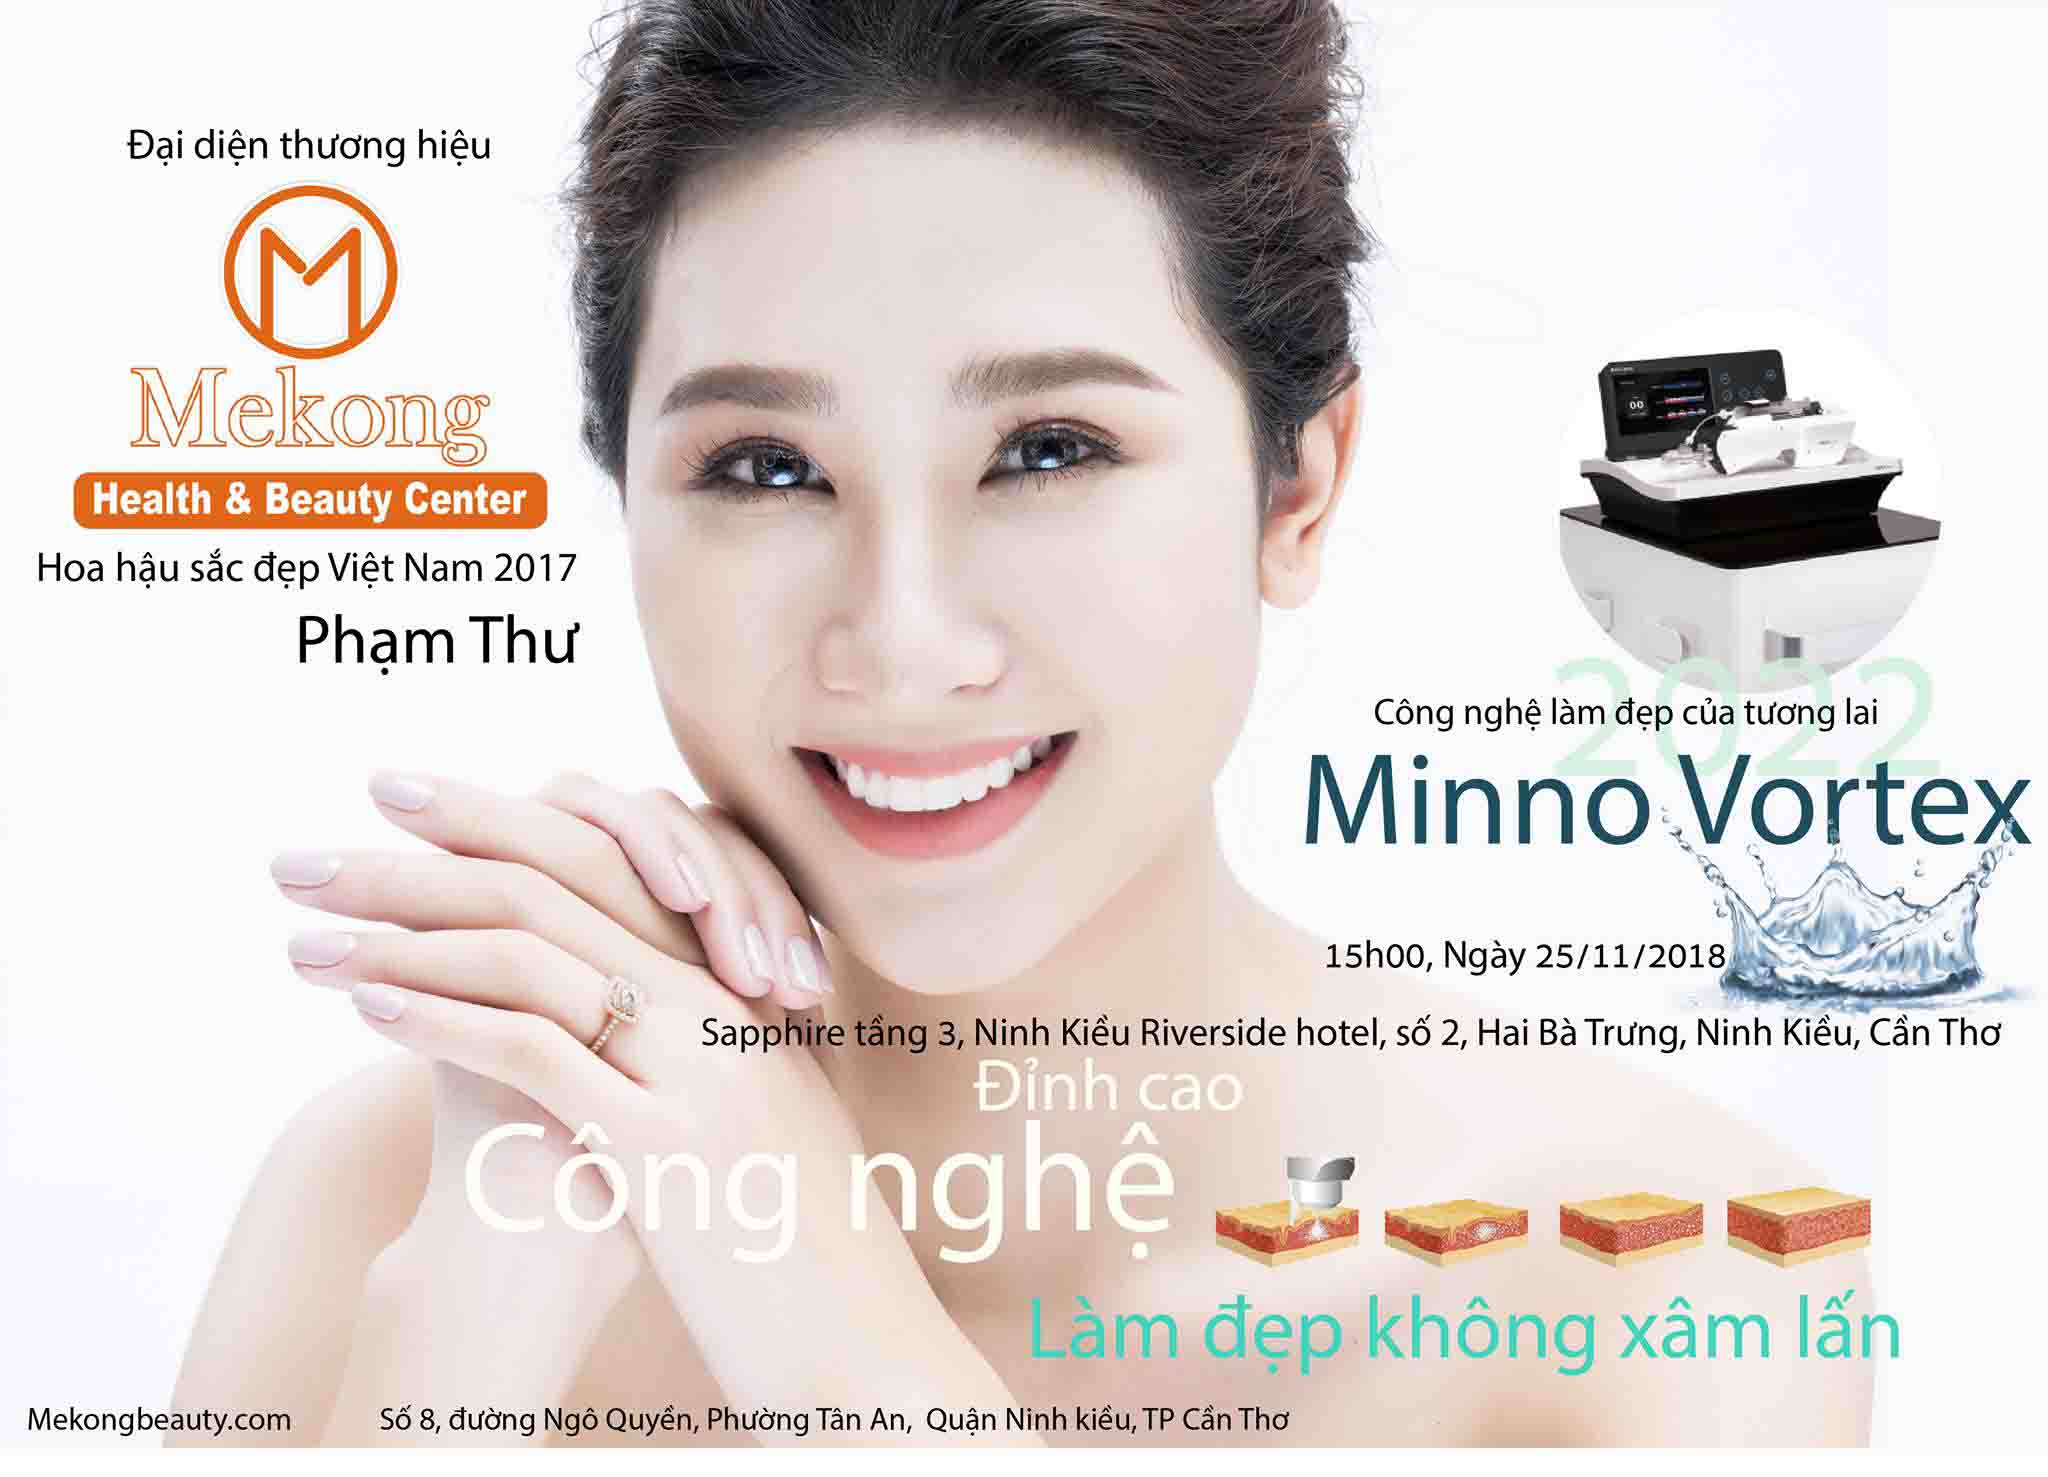 Đại diện thương hiệu
M
Mekong
Health & Beauty Center
Hoa hậu sắc đẹp Việt Nam 2017
Phạm Thư
00
2022
Công nghệ làm đẹp của tương lai
Minno Vortex
15h00, Ngày 25/11/2018
Sapphire tầng 3, Ninh Kiều Riverside hotel, số 2, Hai Bà Trưng, Ninh Kiều, Cần Thơ
Đỉnh cao
Công nghệ
Làm đẹp không xâm lấn
Mekongbeauty.com Số 8, đường Ngô Quyền, Phường Tân An, Quận Ninh kiều, TP Cần Thơ